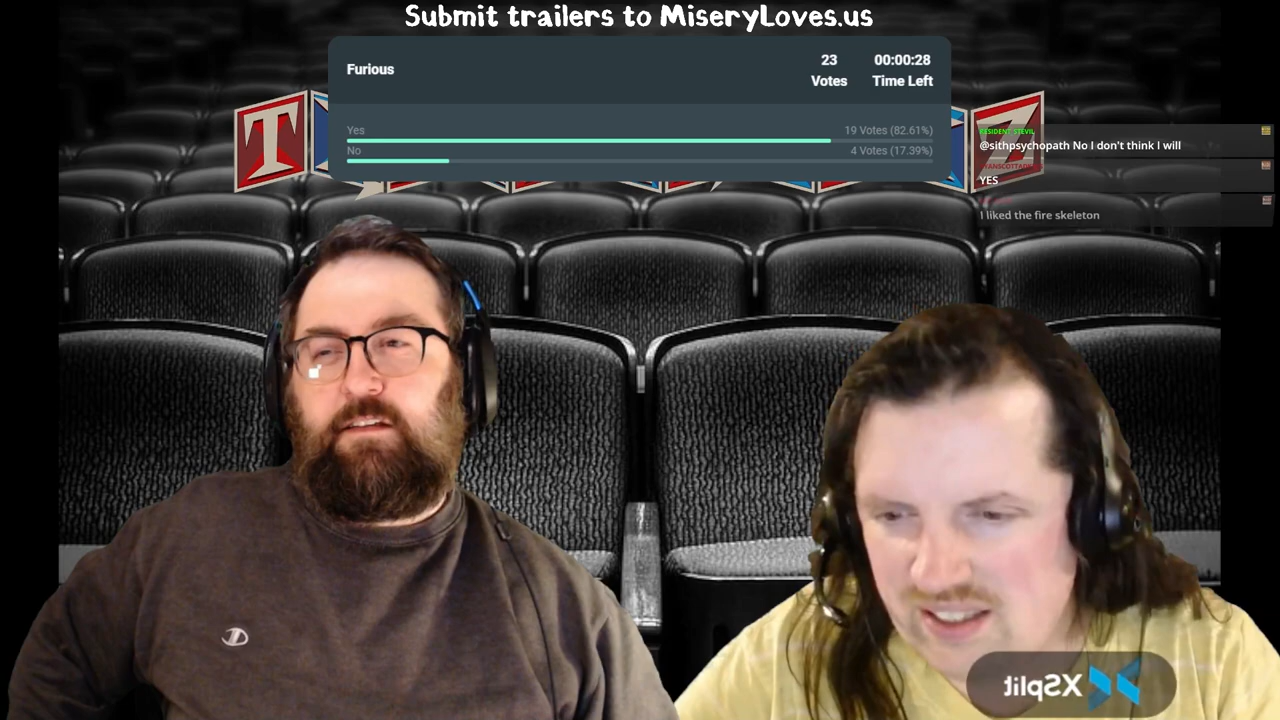 Submit trailers to MiseryLoves.us
Furious
23
Votes
00:00:28
Time Left
Yes
19 Votes (82.61%)
No
4 Votes (17.39%)
T
Z
RESIDENT_STEVIL
@sithpsychopath No I don't think I will
YES
I liked the fire skeleton
XSplit